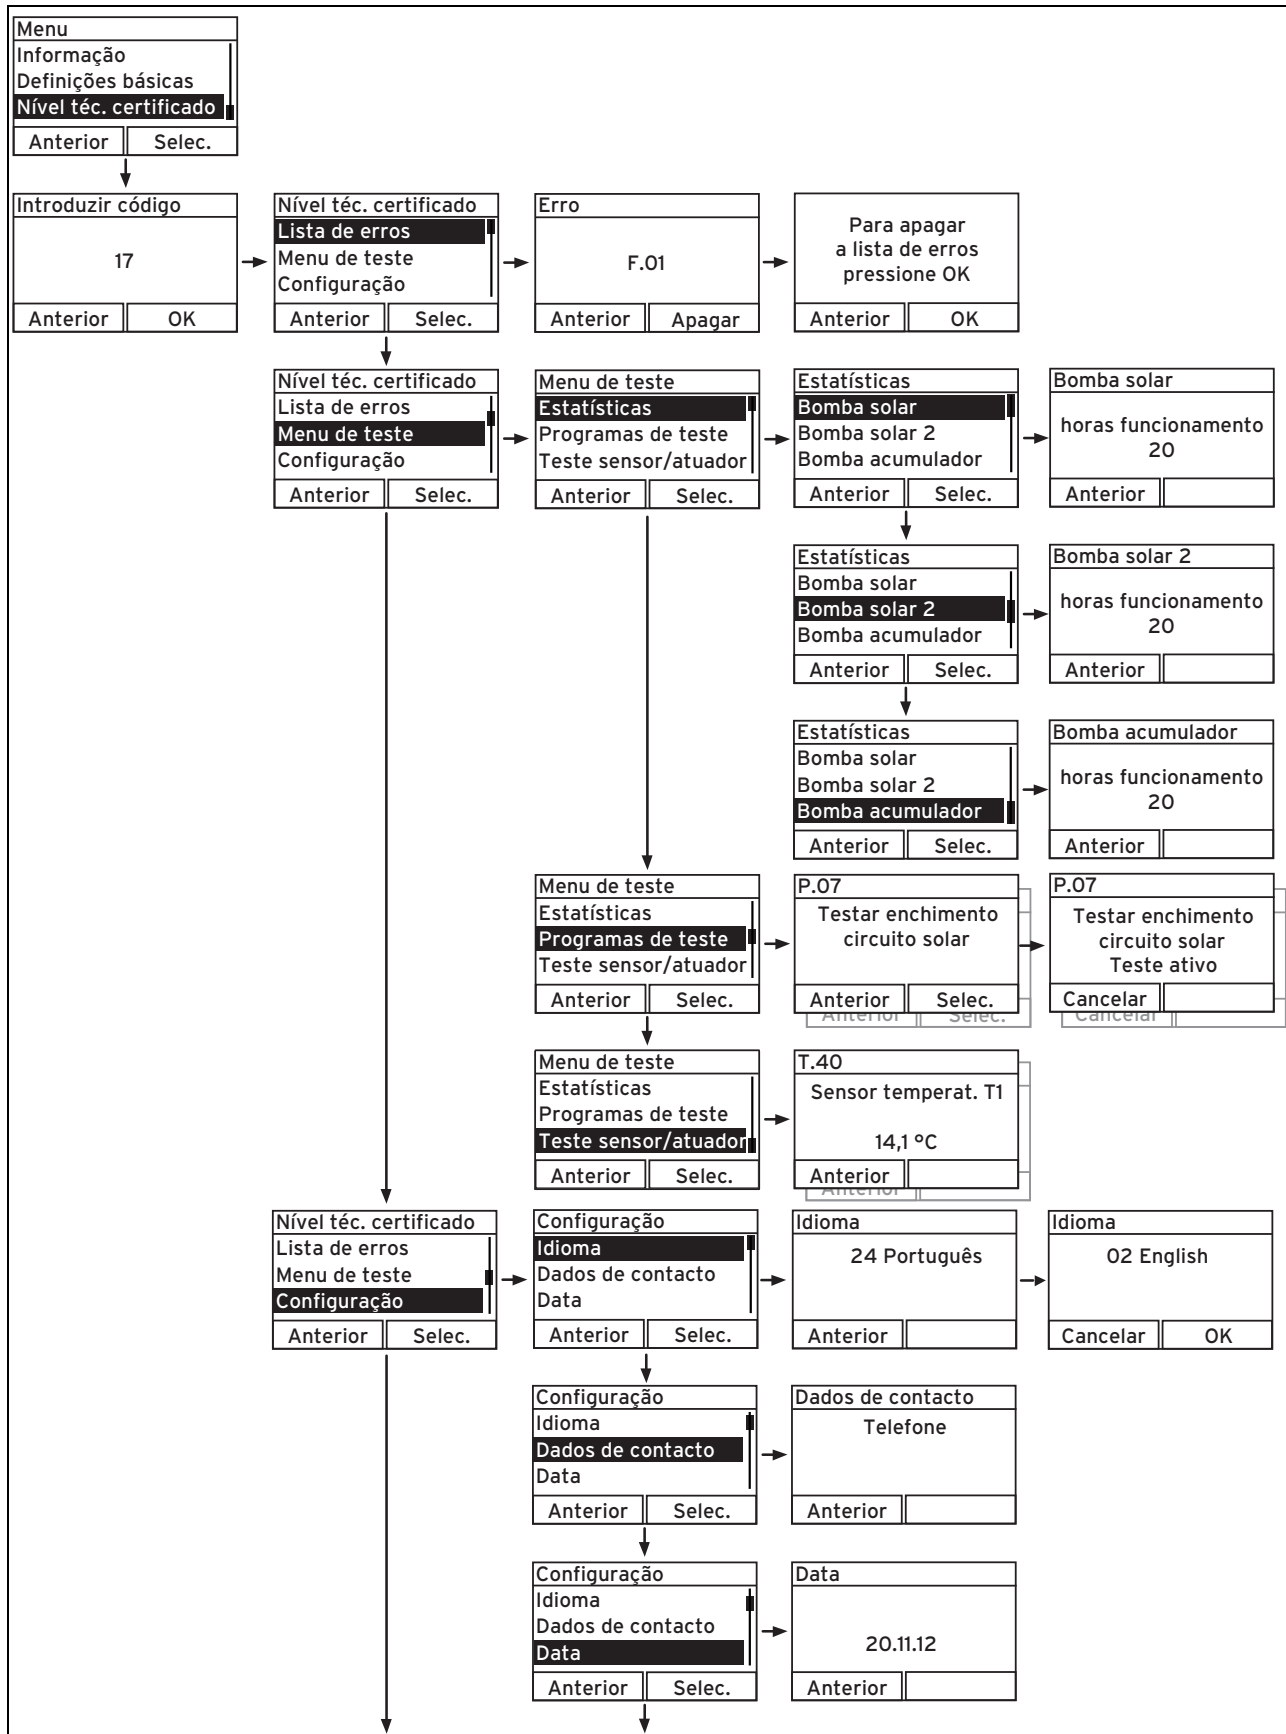 Menu
Informação
Definições básicas
Nível téc. certificado
Anterior Selec.
Introduzir código
17
Anterior OK
Nível téc. certificado
Lista de erros
Menu de teste
Configuração
Anterior Selec.
Erro
F.01
Anterior Apagar
Para apagar
a lista de erros
pressione OK
Anterior OK
Nível téc. certificado
Lista de erros
Menu de teste
Configuração
Anterior Selec.
Menu de teste
Estatísticas
Programas de teste
Teste sensor/atuador
Anterior Selec.
Estatísticas
Bomba solar
Bomba solar 2
Bomba acumulador
Anterior Selec.
Bomba solar
horas funcionamento
20
Anterior
Estatísticas
Bomba solar
Bomba solar 2
Bomba acumulador
Anterior Selec.
Bomba solar 2
horas funcionamento
20
Anterior
Estatísticas
Bomba solar
Bomba solar 2
Bomba acumulador
Anterior Selec.
Bomba acumulador
horas funcionamento
20
Anterior
Menu de teste
Estatísticas
Programas de teste
Teste sensor/atuador
Anterior Selec.
P.07
Testar enchimento
circuito solar
Anterior Selec.
Anterior Selec.
P.07
Testar enchimento
circuito solar
Teste ativo
Cancelar
Cancelar
Menu de teste
Estatísticas
Programas de teste
Teste sensor/atuador
Anterior Selec.
T.40
Sensor temperat. T1
14,1 °C
Anterior
Anterior
Nível téc. certificado
Lista de erros
Menu de teste
Configuração
Anterior Selec.
Configuração
Idioma
Dados de contacto
Data
Anterior Selec.
Idioma
24 Português
Anterior
Idioma
02 English
Cancelar OK
Configuração
Idioma
Dados de contacto
Data
Anterior Selec.
Dados de contacto
Telefone
Anterior
Configuração
Idioma
Dados de contacto
Data
Anterior Selec.
Data
20.11.12
Anterior